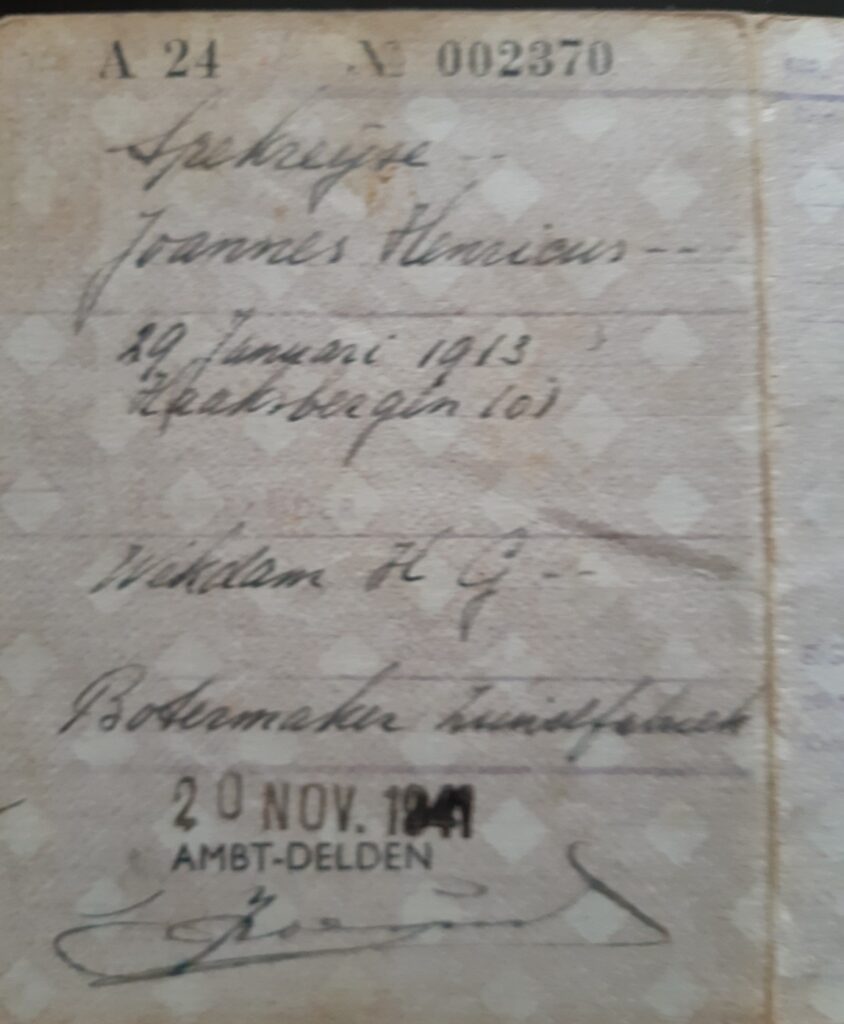 A 24 № 002370
Spekreijse --
Joannes Henricus ---
29 Januari 1913
Haaksbergen (O)
H G --
Botermaker zuivelfabriek
20 NOV. 1941
AMBT-DELDEN